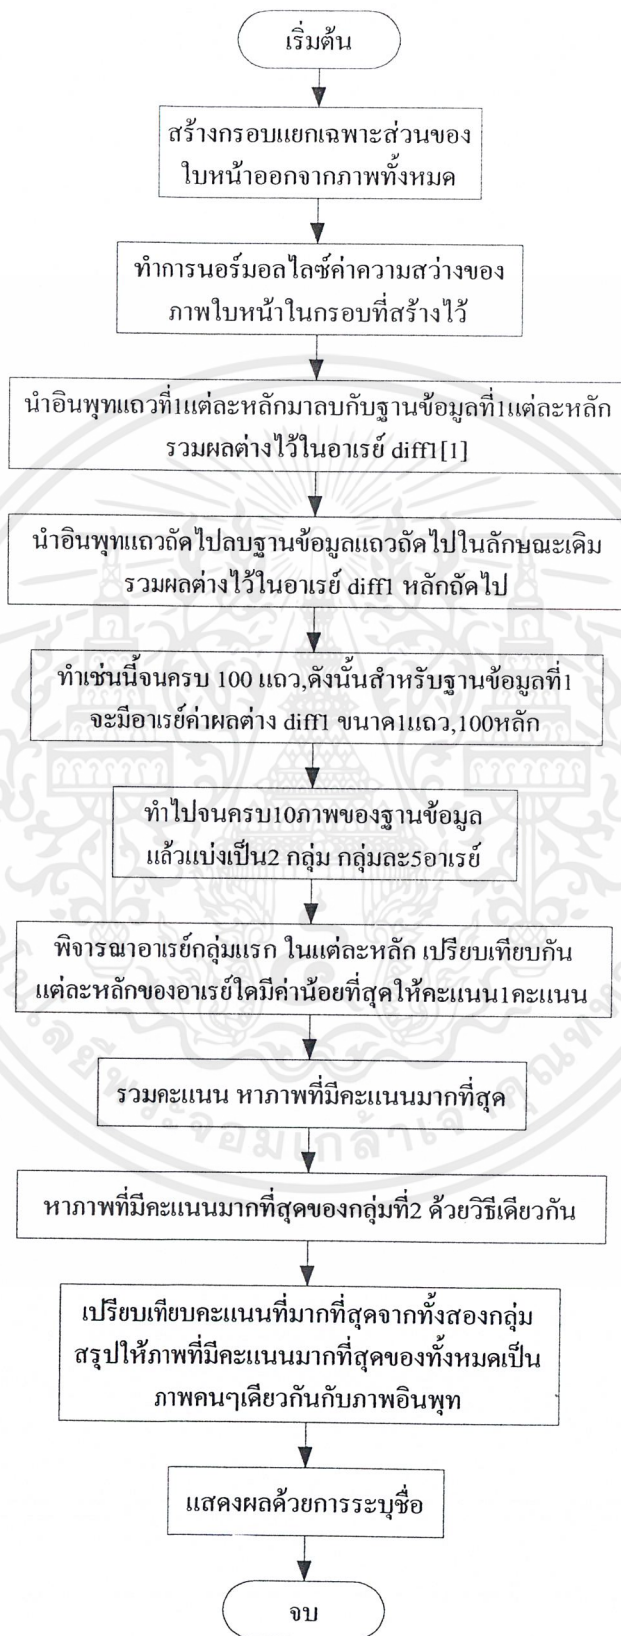 เริ่มต้น
สร้างกรอบแยกเฉพาะส่วนของ
ใบหน้าออกจากภาพทั้งหมด
ทำการนอร์มอลไลซ์ค่าความสว่างของ
ภาพใบหน้าในกรอบที่สร้างไว้
นำอินพุทแถวที่1แต่ละหลักมาลบกับฐานข้อมูลที่1แต่ละหลัก
รวมผลต่างไว้ในอาเรย์ diff1[1]
นำอินพุทแถวถัดไปลบฐานข้อมูลแถวถัดไปในลักษณะเดิม
รวมผลต่างไว้ในอาเรย์ diff1 หลักถัดไป
ทำเช่นนี้จนครบ 100 แถว,ดังนั้นสำหรับฐานข้อมูลที่1
จะมีอาเรย์ค่าผลต่าง diff1 ขนาด1แถว,100หลัก
ทำไปจนครบ10ภาพของฐานข้อมูล
แล้วแบ่งเป็น2 กลุ่ม กลุ่มละ5อาเรย์
พิจารณาอาเรย์กลุ่มแรก ในแต่ละหลัก เปรียบเทียบกัน
แต่ละหลักของอาเรย์ใดมีค่าน้อยที่สุดให้คะแนน1คะแนน
รวมคะแนน หาภาพที่มีคะแนนมากที่สุด
หาภาพที่มีคะแนนมากที่สุดของกลุ่มที่2 ด้วยวิธีเดียวกัน
เปรียบเทียบคะแนนที่มากที่สุดจากทั้งสองกลุ่ม
สรุปให้ภาพที่มีคะแนนมากที่สุดของทั้งหมดเป็น
ภาพคนๆเดียวกันกับภาพอินพุท
แสดงผลด้วยการระบุชื่อ
จบ